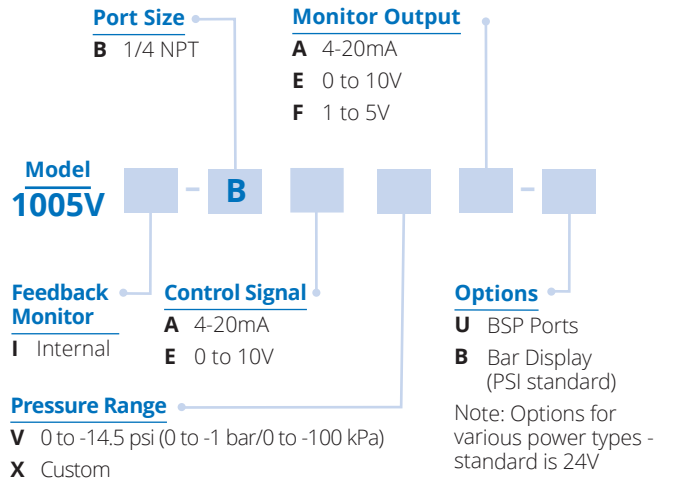 Port Size
B 1/4 NPT
Monitor Output
A 4-20mA
E 0 to 10V
F 1 to 5V
Model
1005V - B -
Feedback
Monitor
I Internal
Control Signal
A 4-20mA
E 0 to 10V
Options
U BSP Ports
B Bar Display
(PSI standard)
Note: Options for
various power types -
standard is 24V
Pressure Range
V 0 to -14.5 psi (0 to -1 bar/0 to -100 kPa)
X Custom